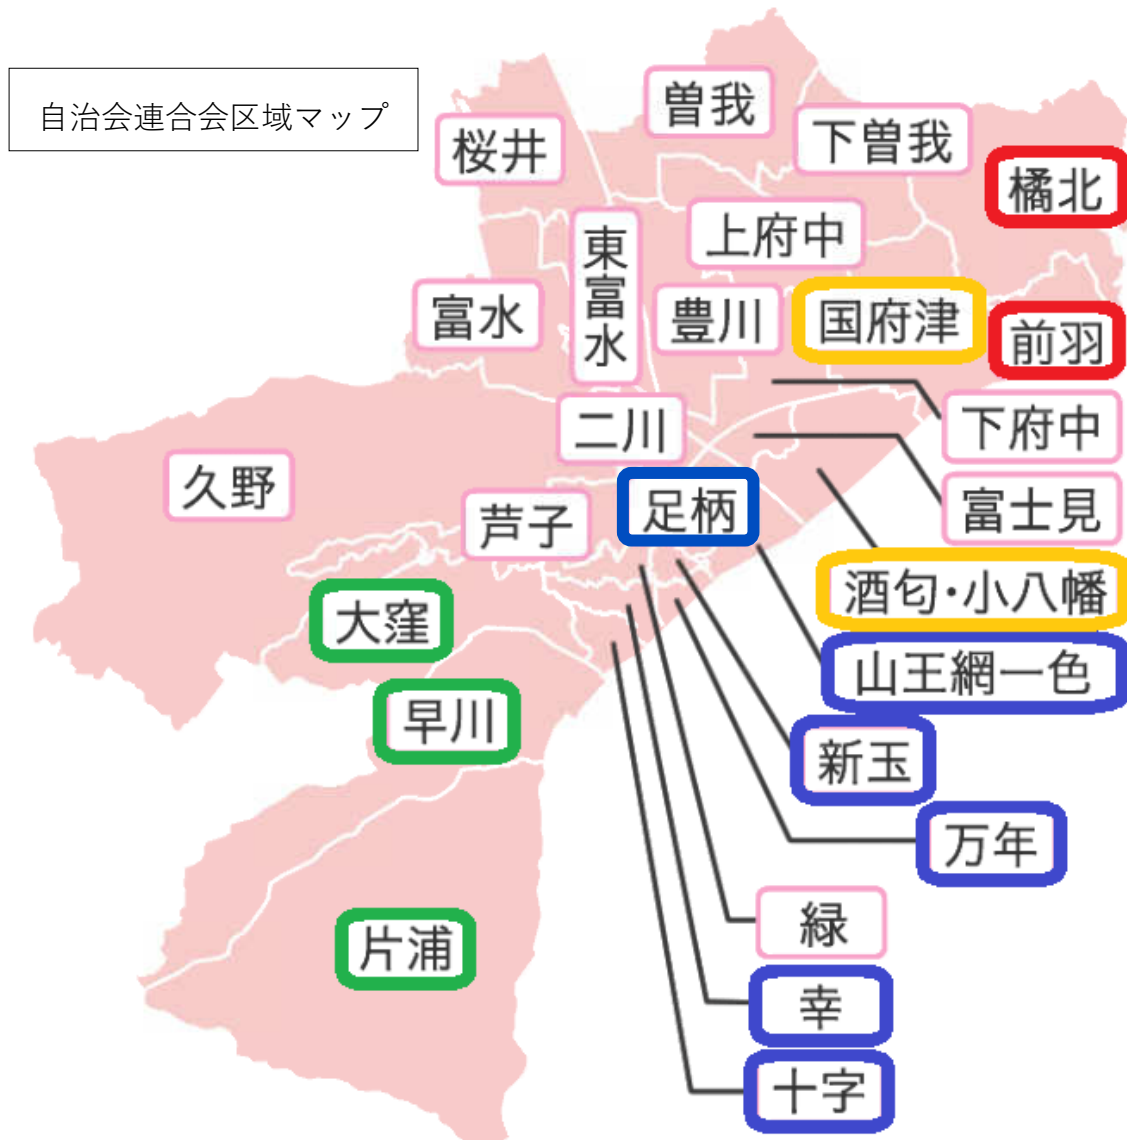 自治会連合会区域マップ
曽我
下曽我
桜井
橘北
上府中
東富水
富水
豊川
国府津
前羽
下府中
二川
久野
足柄
富士見
芦子
酒匂・小八幡
大窪
山王網一色
早川
新玉
万年
緑
片浦
幸
十字